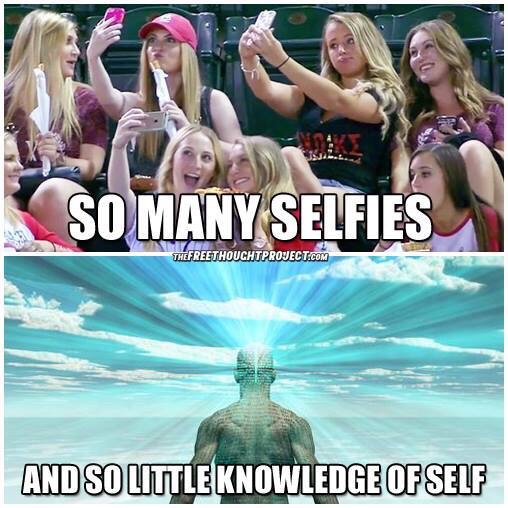 SO MANY SELFIES
THEFREETHOUGHTPROJECT.COM
AND SO LITTLE KNOWLEDGE OF SELF